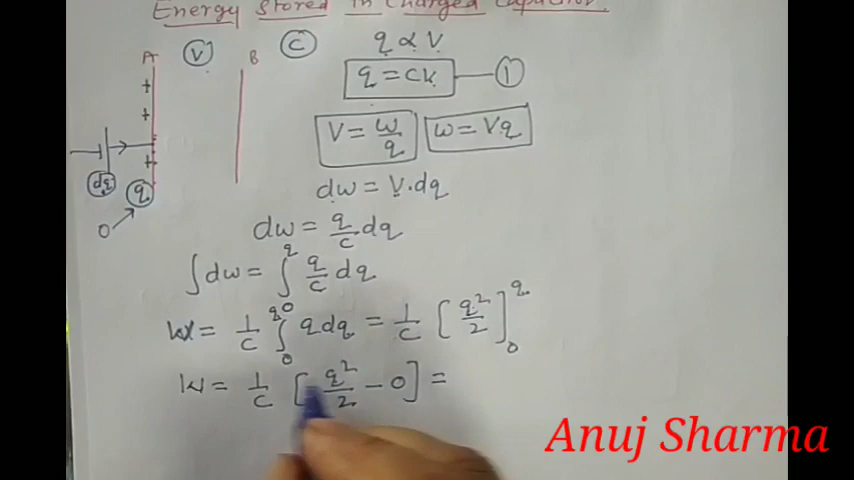 Energy Stored in Charged Capacitor.
A V B C q ∝ V
q = CV — 1
V = w/q w = Vq
dw = V.dq
dq q
0
dw = q/c dq
∫dw = ∫₀^q q/c dq
W = 1/c ∫₀^q q dq = 1/c [q²/2]₀^q
W = 1/c [q²/2 - 0] =
Anuj Sharma